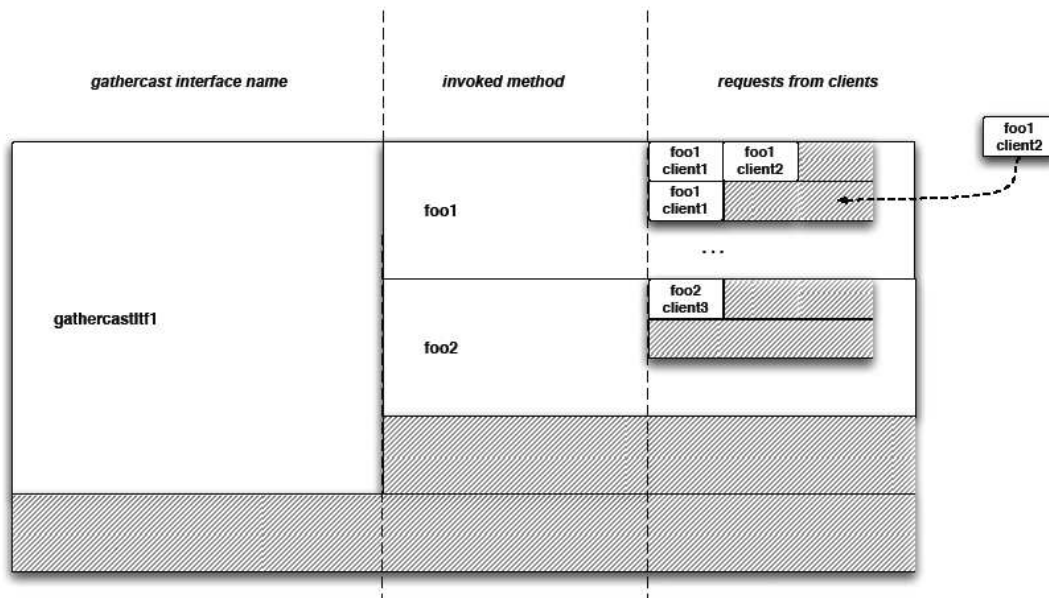 gathercast interface name
invoked method
requests from clients
foo1
client2
foo1
client1
foo1
client2
foo1
client1
foo1
...
foo2
client3
gathercastItf1
foo2